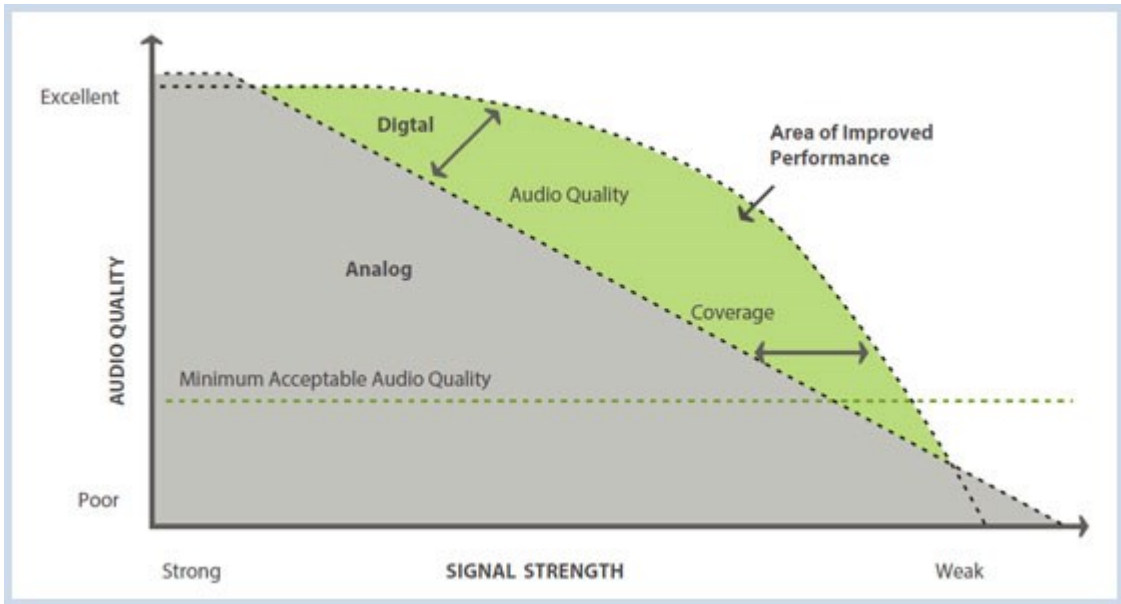 Excellent
Digtal
Area of Improved
Performance
Audio Quality
Analog
Coverage
AUDIO QUALITY
Minimum Acceptable Audio Quality
Poor
Strong
SIGNAL STRENGTH
Weak